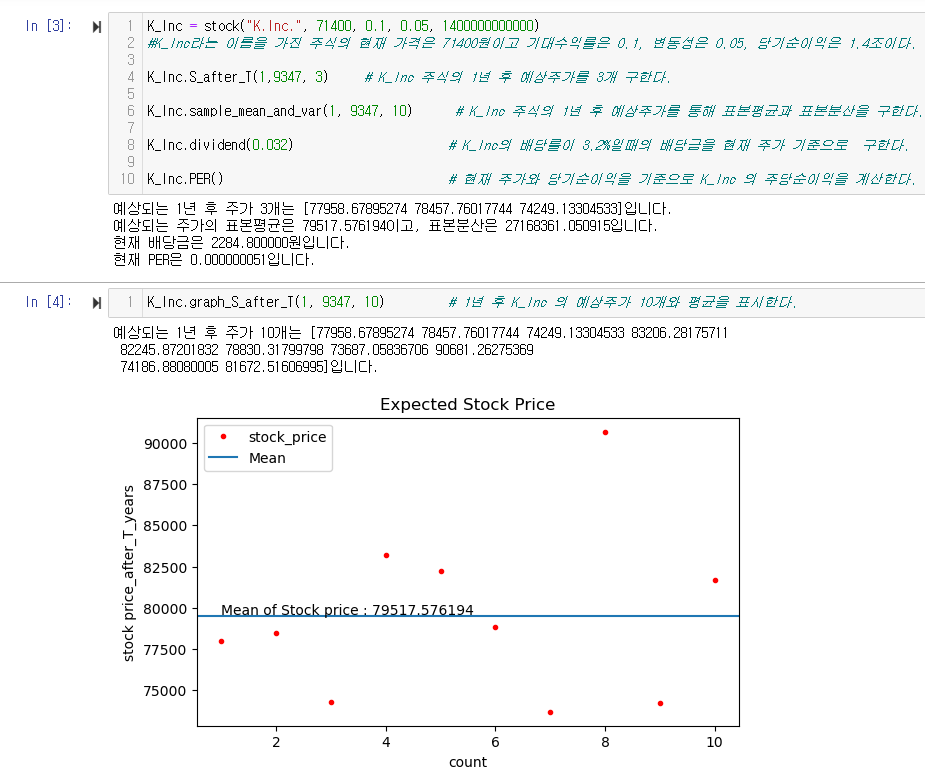 In [3]:
1 K_Inc = stock("K.Inc.", 71400, 0.1, 0.05, 1400000000000)
2 #K_Inc라는 이름을 가진 주식의 현재 가격은 71400원이고 기대수익률은 0.1, 변동성은 0.05, 당기순이익은 1.4조이다.
3
4 K_Inc.S_after_T(1,9347, 3) # K_Inc 주식의 1년 후 예상주가를 3개 구한다.
5
6 K_Inc.sample_mean_and_var(1, 9347, 10) # K_Inc 주식의 1년 후 예상주가를 통해 표본평균과 표본분산을 구한다.
7
8 K_Inc.dividend(0.032) # K_Inc의 배당률이 3.2%일때의 배당금을 현재 주가 기준으로 구한다.
9
10 K_Inc.PER() # 현재 주가와 당기순이익을 기준으로 K_Inc 의 주당순이익을 계산한다.
예상되는 1년 후 주가 3개는 [77958.67895274 78457.76017744 74249.13304533]입니다.
예상되는 주가의 표본평균은 79517.576194이고, 표본분산은 27168361.050915입니다.
현재 배당금은 2284.800000원입니다.
현재 PER은 0.000000051입니다.
In [4]:
1 K_Inc.graph_S_after_T(1, 9347, 10) # 1년 후 K_Inc 의 예상주가 10개와 평균을 표시한다.
예상되는 1년 후 주가 10개는 [77958.67895274 78457.76017744 74249.13304533 83206.28175711
82245.87201832 78830.31799798 73687.05836706 90681.26275369
74186.88080005 81672.51606995]입니다.
Expected Stock Price
stock_price
Mean
90000
87500
85000
82500
80000
77500
75000
stock price_after_T_years
Mean of Stock price : 79517.576194
2 4 6 8 10
count